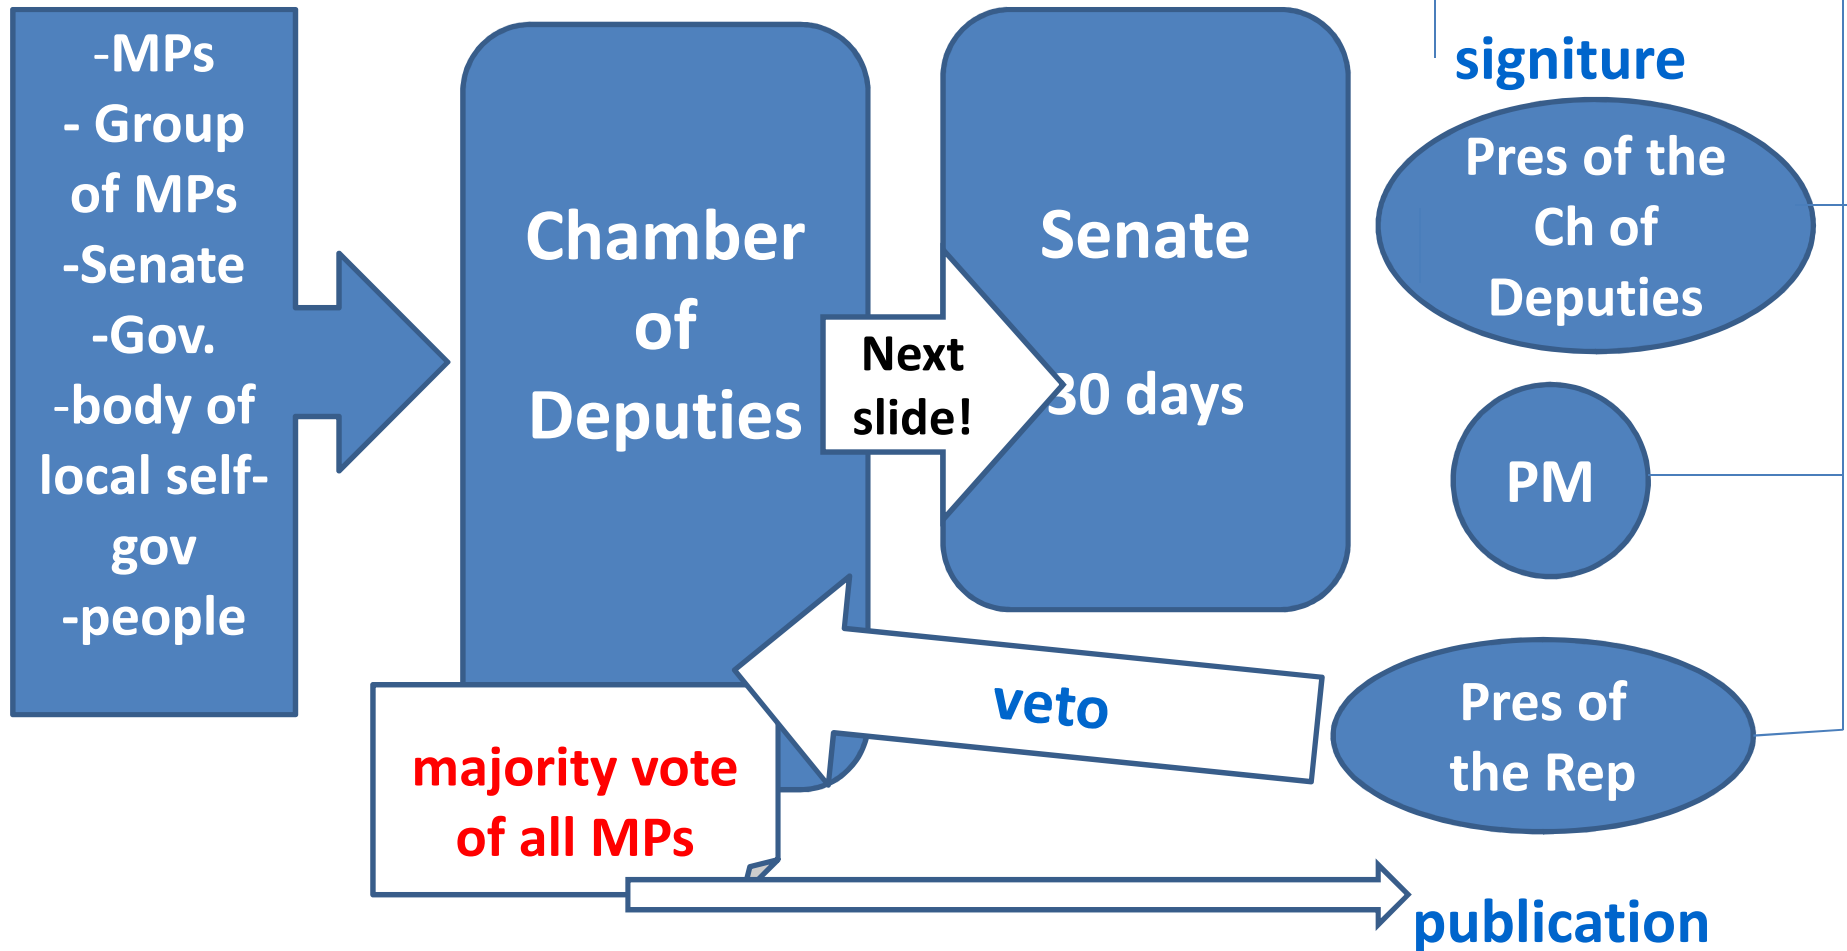 -MPs
- Group
of MPs
-Senate
-Gov.
-body of
local self-
gov
-people
Chamber
of
Deputies
Next
slide!
Senate
30 days
signiture
Pres of the
Ch of
Deputies
PM
Pres of
the Rep
veto
majority vote
of all MPs
publication